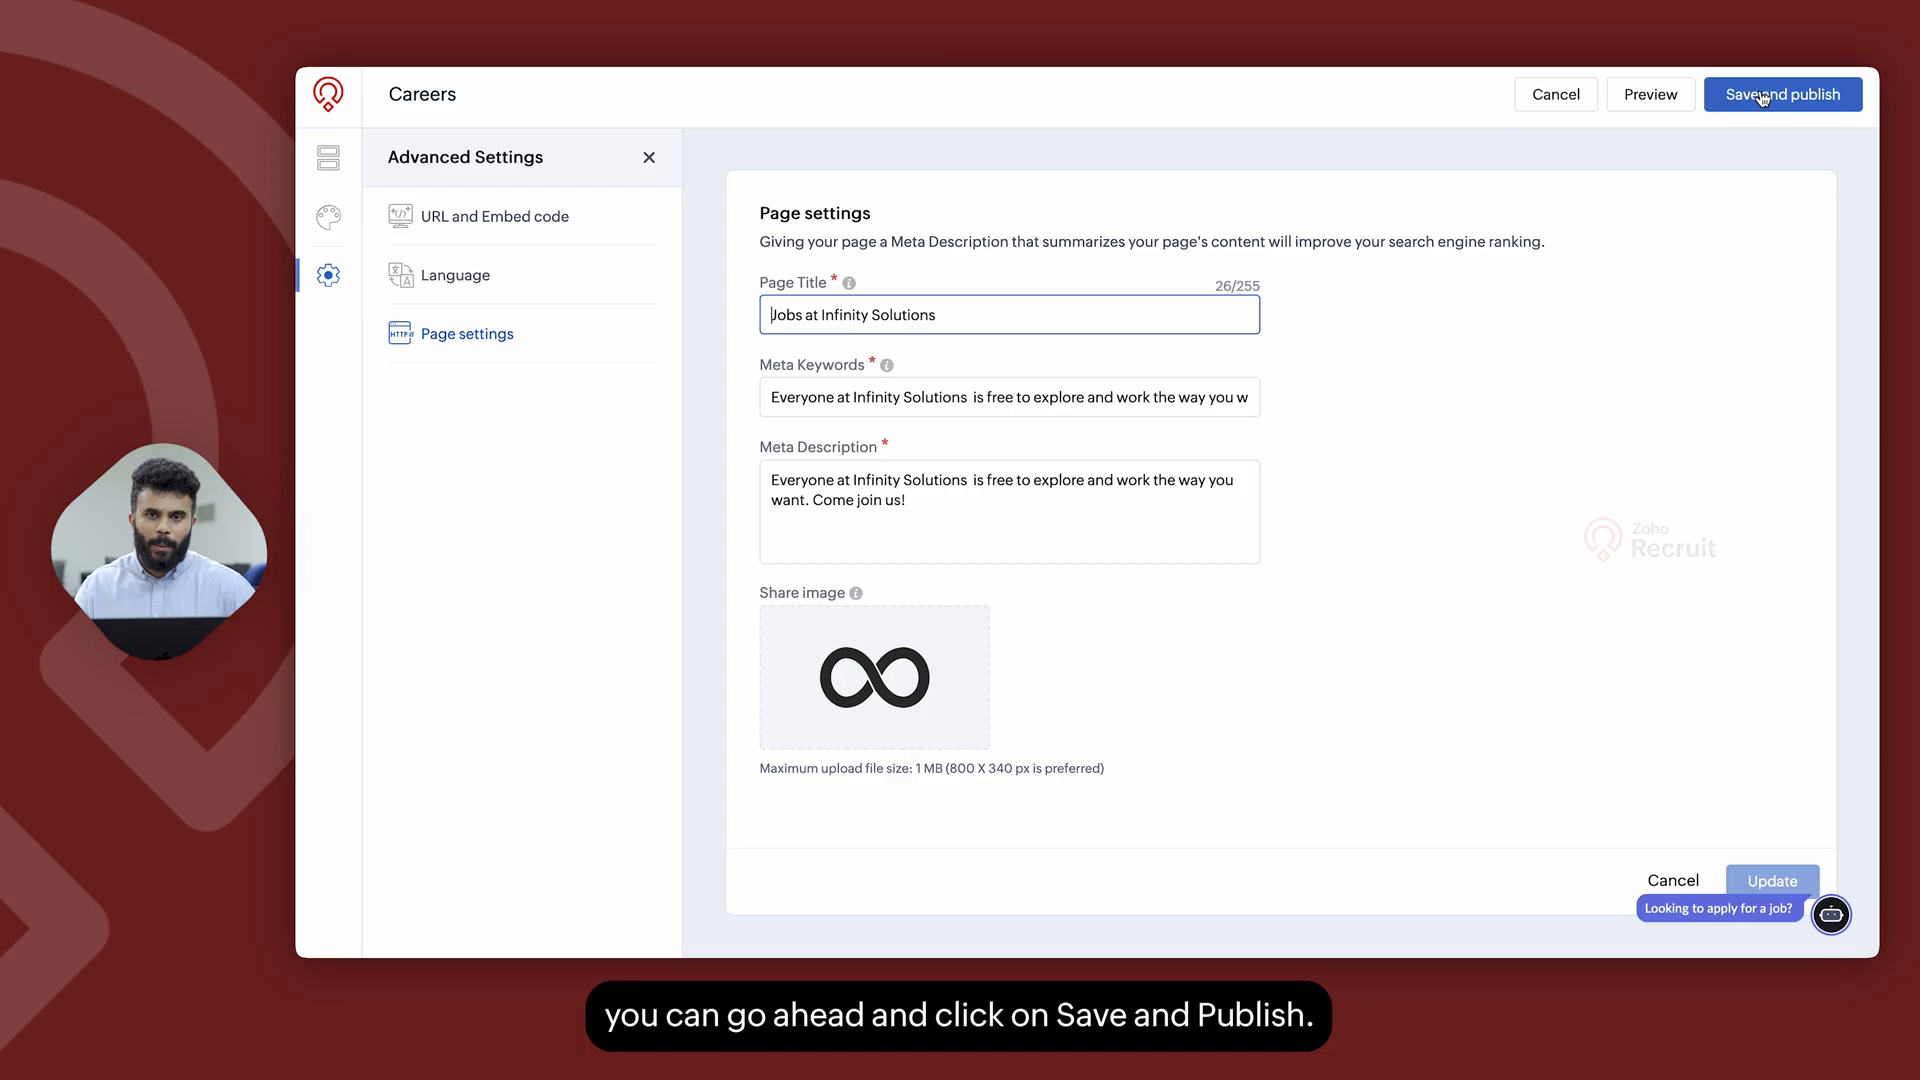 Careers
Cancel
Preview
Save and publish
Advanced Settings
URL and Embed code
Language
HTTP://
Page settings
Page settings
Giving your page a Meta Description that summarizes your page's content will improve your search engine ranking.
Page Title *
26/255
Jobs at Infinity Solutions
Meta Keywords *
Everyone at Infinity Solutions is free to explore and work the way you w
Meta Description *
Everyone at Infinity Solutions is free to explore and work the way you
want. Come join us!
Zoho
Recruit
Share image
Maximum upload file size: 1 MB (800 X 340 px is preferred)
Cancel
Update
Looking to apply for a job?
you can go ahead and click on Save and Publish.